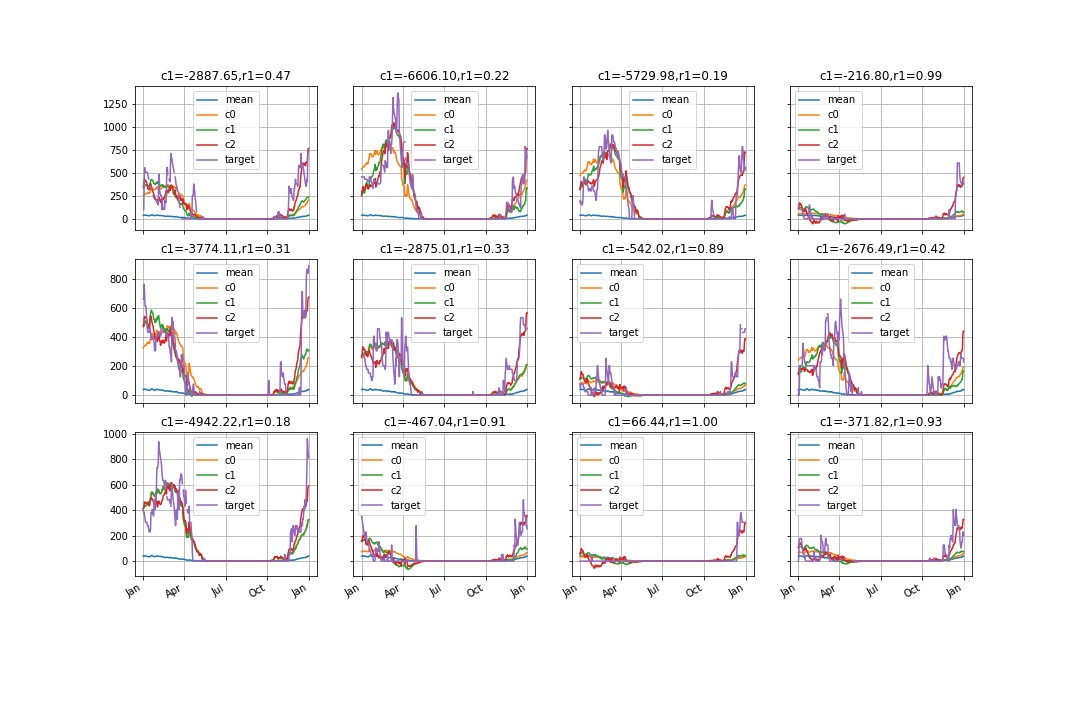 c1=-2887.65,r1=0.47
c1=-6606.10,r1=0.22
c1=-5729.98,r1=0.19
c1=-216.80,r1=0.99
1250
1000
750
500
250
0
mean
c0
c1
c2
target
mean
c0
c1
c2
target
mean
c0
c1
c2
target
mean
c0
c1
c2
target
c1=-3774.11,r1=0.31
c1=-2875.01,r1=0.33
c1=-542.02,r1=0.89
c1=-2676.49,r1=0.42
800
600
400
200
0
mean
c0
c1
c2
target
mean
c0
c1
c2
target
mean
c0
c1
c2
target
mean
c0
c1
c2
target
c1=-4942.22,r1=0.18
c1=-467.04,r1=0.91
c1=66.44,r1=1.00
c1=-371.82,r1=0.93
1000
800
600
400
200
0
mean
c0
c1
c2
target
mean
c0
c1
c2
target
mean
c0
c1
c2
target
mean
c0
c1
c2
target
Jan Apr Jul Oct Jan
Jan Apr Jul Oct Jan
Jan Apr Jul Oct Jan
Jan Apr Jul Oct Jan